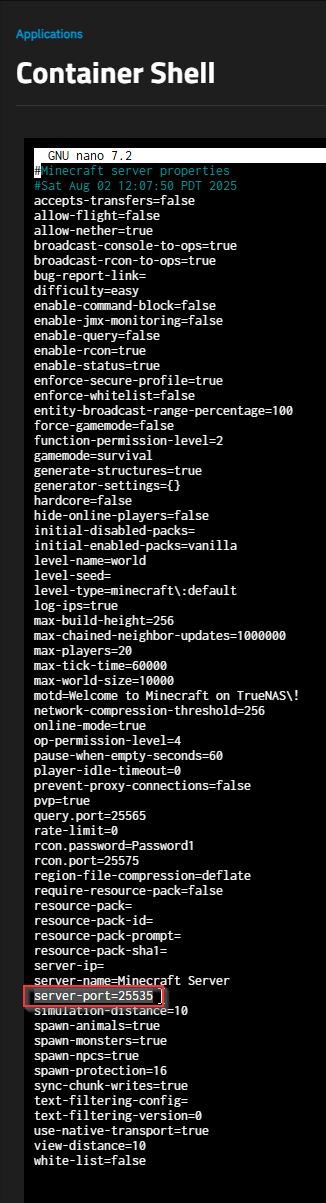 Applications
Container Shell
GNU nano 7.2
#Minecraft server properties
#Sat Aug 02 12:07:50 PDT 2025
accepts-transfers=false
allow-flight=false
allow-nether=true
broadcast-console-to-ops=true
broadcast-rcon-to-ops=true
bug-report-link=
difficulty=easy
enable-command-block=false
enable-jmx-monitoring=false
enable-query=false
enable-rcon=true
enable-status=true
enforce-secure-profile=true
enforce-whitelist=false
entity-broadcast-range-percentage=100
force-gamemode=false
function-permission-level=2
gamemode=survival
generate-structures=true
generator-settings={}
hardcore=false
hide-online-players=false
initial-disabled-packs=
initial-enabled-packs=vanilla
level-name=world
level-seed=
level-type=minecraft\:default
log-ips=true
max-build-height=256
max-chained-neighbor-updates=1000000
max-players=20
max-tick-time=60000
max-world-size=10000
motd=Welcome to Minecraft on TrueNAS\!
network-compression-threshold=256
online-mode=true
op-permission-level=4
pause-when-empty-seconds=60
player-idle-timeout=0
prevent-proxy-connections=false
pvp=true
query.port=25565
rate-limit=0
rcon.password=Password1
rcon.port=25575
region-file-compression=deflate
require-resource-pack=false
resource-pack=
resource-pack-id=
resource-pack-prompt=
resource-pack-sha1=
server-ip=
server-name=Minecraft Server
server-port=25535
simulation-distance=10
spawn-animals=true
spawn-monsters=true
spawn-npcs=true
spawn-protection=16
sync-chunk-writes=true
text-filtering-config=
text-filtering-version=0
use-native-transport=true
view-distance=10
white-list=false